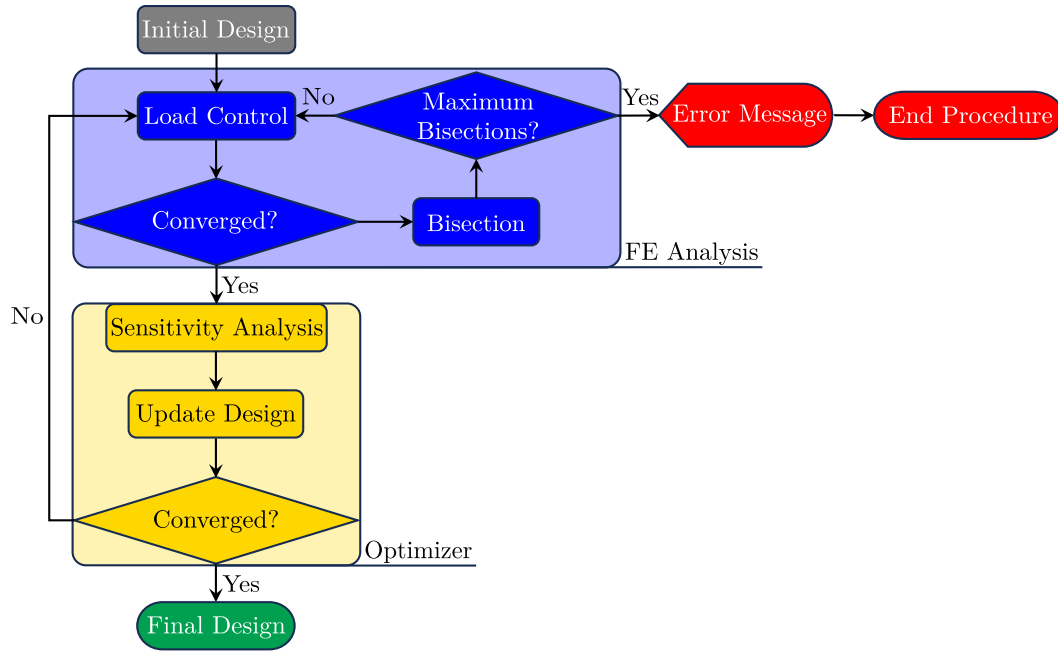 Initial Design
Load Control
No
Maximum
Bisections?
Yes
Error Message
End Procedure
Converged?
Bisection
FE Analysis
Yes
No
Sensitivity Analysis
Update Design
Converged?
Optimizer
Yes
Final Design